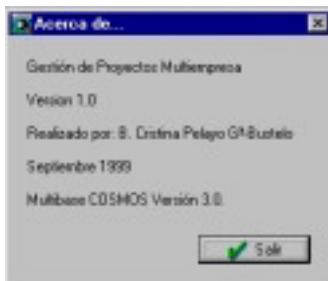 Acerca de...
Gestión de Proyectos Multiempresa
Version 1.0
Realizado por: B. Cristina Pelayo Gª-Bustelo
Septiembre 1999
Multibase COSMOS Versión 3.0.
Salir